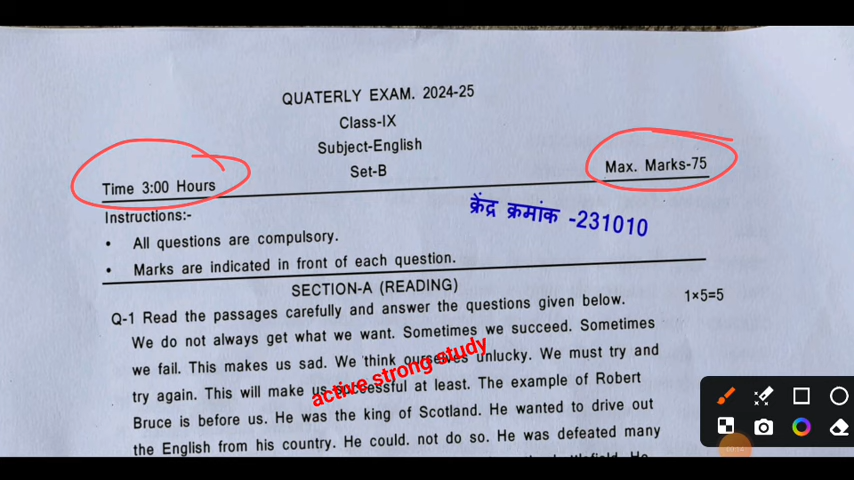 QUATERLY EXAM. 2024-25
Class-IX
Subject-English
Set-B
Time 3:00 Hours
Max. Marks-75
Instructions:-
केंद्र क्रमांक -231010
• All questions are compulsory.
• Marks are indicated in front of each question.
SECTION-A (READING)
Q-1 Read the passages carefully and answer the questions given below. 1×5=5
We do not always get what we want. Sometimes we succeed. Sometimes
we fail. This makes us sad. We think ourselves unlucky. We must try and
active strong study
try again. This will make us successful at least. The example of Robert
Bruce is before us. He was the king of Scotland. He wanted to drive out
the English from his country. He could. not do so. He was defeated many
He